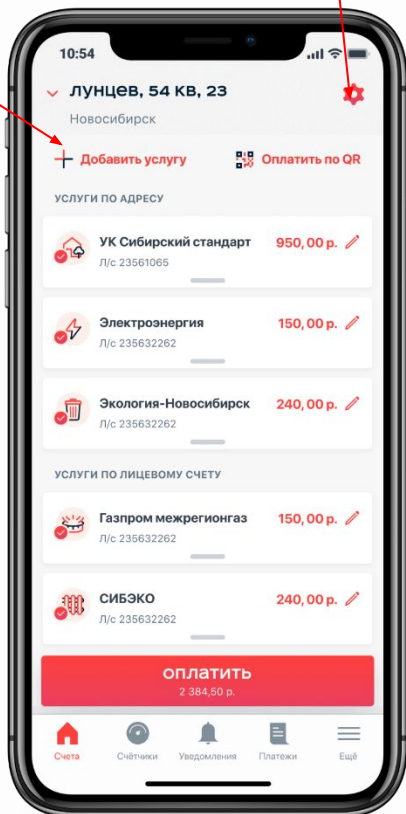 10:54
лунцев, 54 кв, 23
Новосибирск
Добавить услугу
Оплатить по QR
УСЛУГИ ПО АДРЕСУ
УК Сибирский стандарт 950,00 р.
Л/с 23561065
Электроэнергия 150,00 р.
Л/с 235632262
Экология-Новосибирск 240,00 р.
Л/с 235632262
УСЛУГИ ПО ЛИЦЕВОМУ СЧЕТУ
Газпром межрегионгаз 150,00 р.
Л/с 235632262
СИБЭКО 240,00 р.
Л/с 235632262
оплатить
2 384,50 р.
Счета Счётчики Уведомления Платежи Ещё